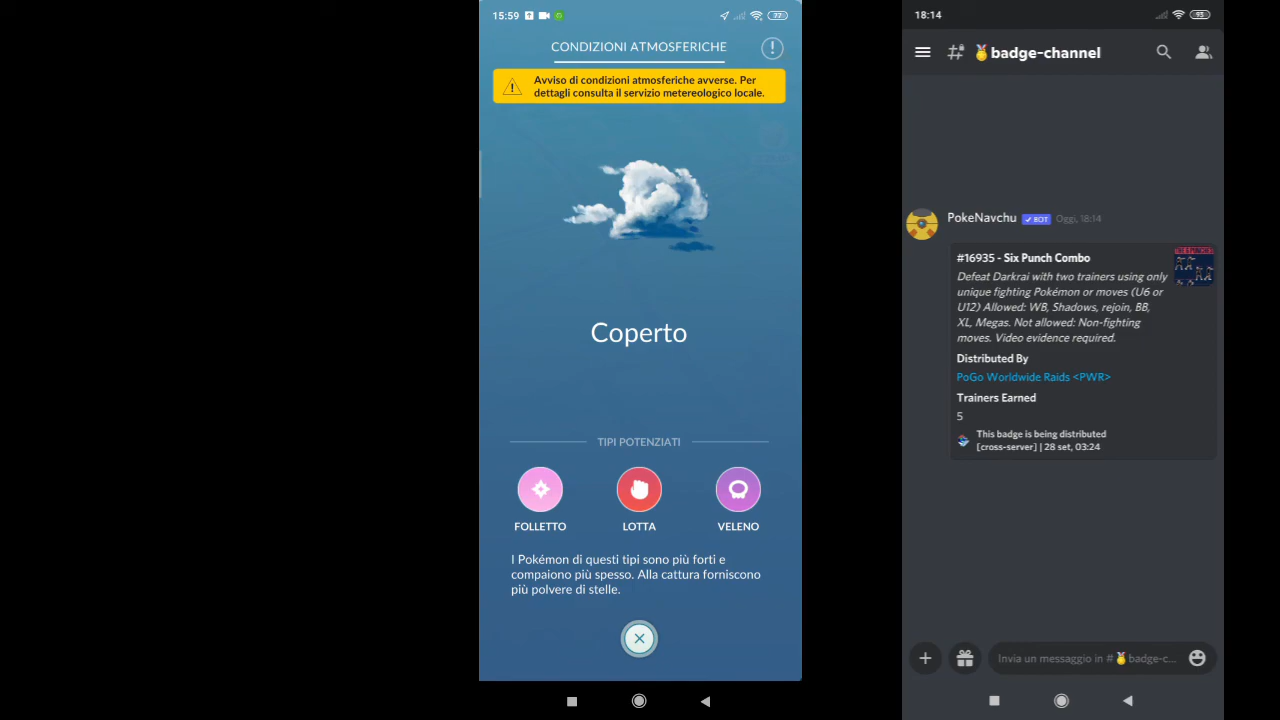 15:59
77
CONDIZIONI ATMOSFERICHE
Avviso di condizioni atmosferiche avverse. Per
dettagli consulta il servizio metereologico locale.
Coperto
TIPI POTENZIATI
FOLLETTO
LOTTA
VELENO
I Pokémon di questi tipi sono più forti e
compaiono più spesso. Alla cattura forniscono
più polvere di stelle.
18:14
93
badge-channel
PokeNavchu BOT Oggi, 18:14
#16935 - Six Punch Combo
Defeat Darkrai with two trainers using only
unique fighting Pokémon or moves (U6 or
U12) Allowed: WB, Shadows, rejoin, BB,
XL, Megas. Not allowed: Non-fighting
moves. Video evidence required.
Distributed By
PoGo Worldwide Raids <PWR>
Trainers Earned
5
This badge is being distributed
[cross-server] | 28 set, 03:24
Invia un messaggio in #badge-c...